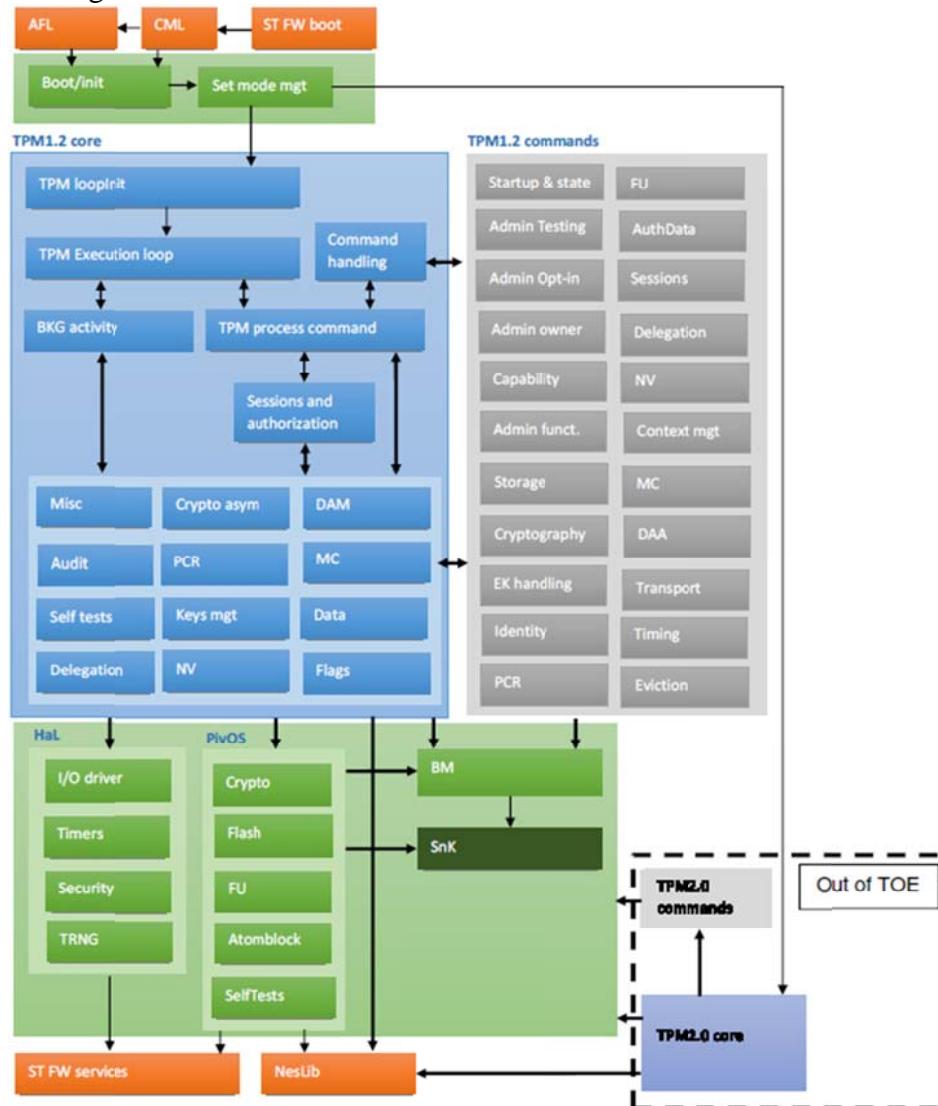 AFL
CML
ST FW boot
Boot/init
Set mode mgt
TPM1.2 core
TPM1.2 commands
TPM loopInit
TPM Execution loop
Command
handling
BKG activity
TPM process command
Sessions and
authorization
Misc
Crypto asym
DAM
Audit
PCR
MC
Self tests
Keys mgt
Data
Delegation
NV
Flags
Startup & state
FU
Admin Testing
AuthData
Admin Opt-in
Sessions
Admin owner
Delegation
Capability
NV
Admin funct.
Context mgt
Storage
MC
Cryptography
DAA
EK handling
Transport
Identity
Timing
PCR
Eviction
HaL
PivOS
I/O driver
Timers
Security
TRNG
Crypto
Flash
FU
Atomblock
SelfTests
BM
SnK
TPM2.0
commands
Out of TOE
TPM2.0 core
ST FW services
NesLib